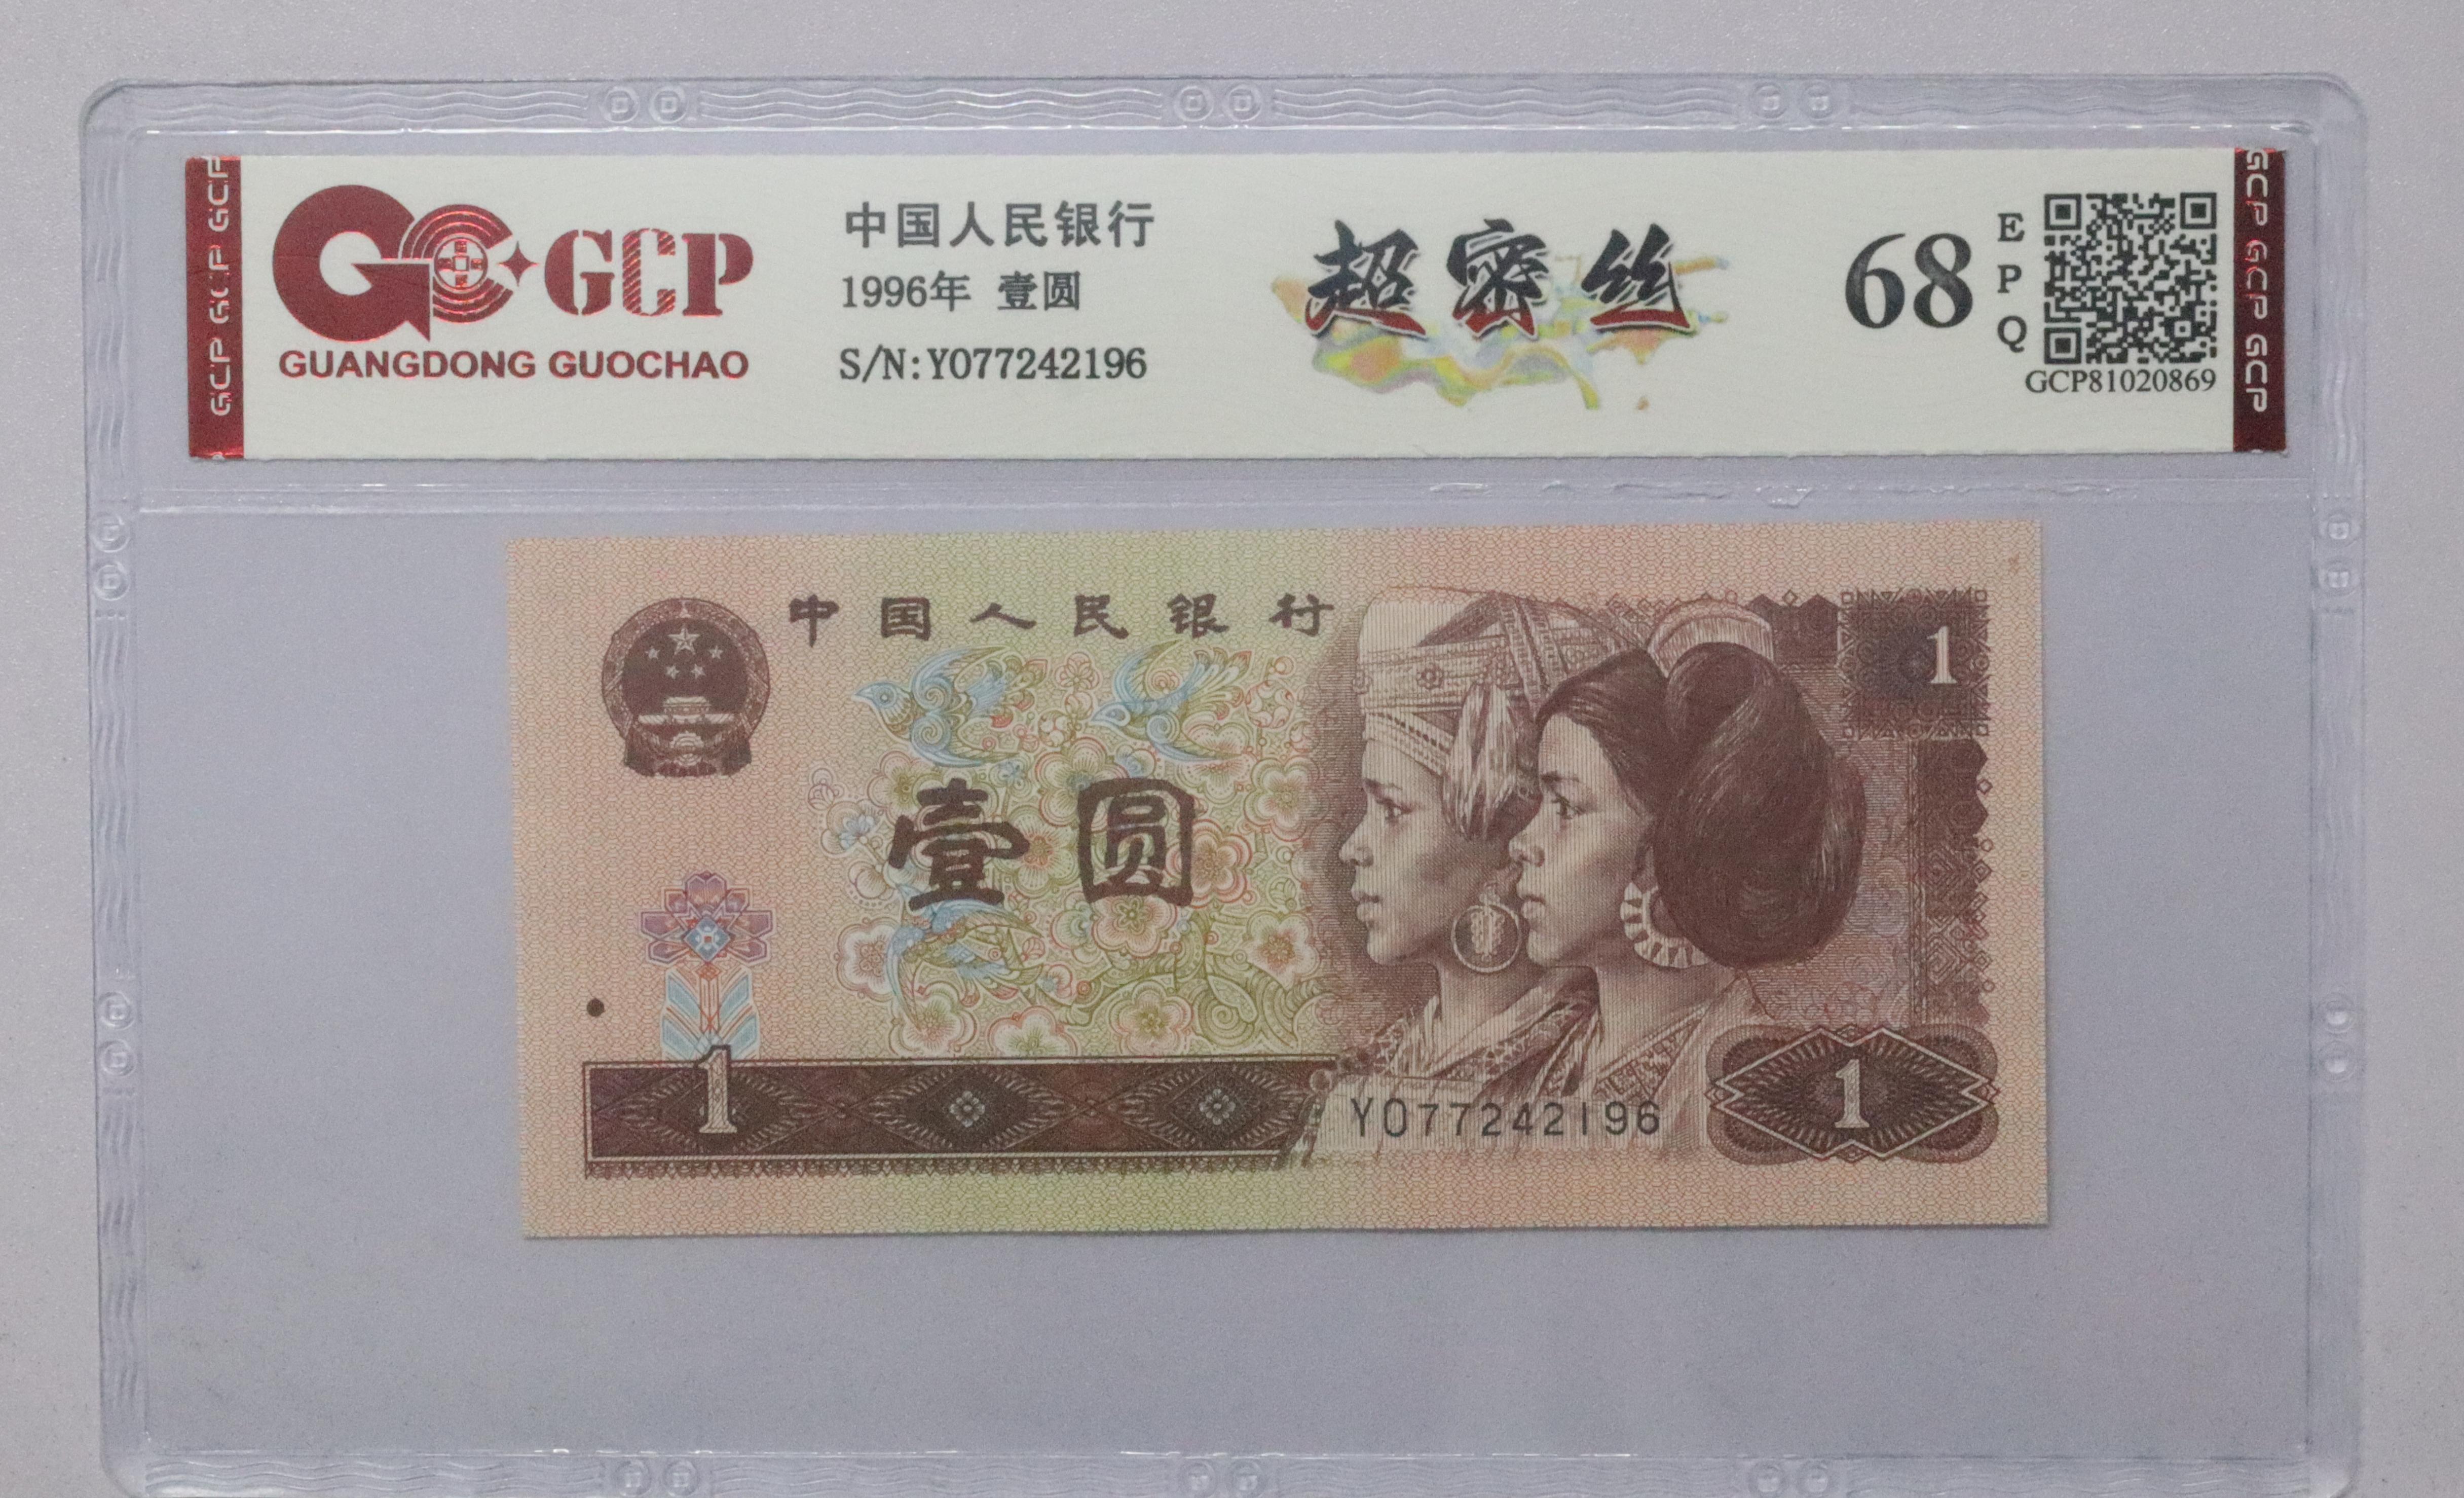 GCP GCP GCP
GCP
GUANGDONG GUOCHAO
中国人民银行
1996年 壹圆
S/N:Y077242196
超密丝
68
EPQ
GCP81020869
GCP GCP GCP
中国人民银行
1
壹圆
1
Y077242196
1